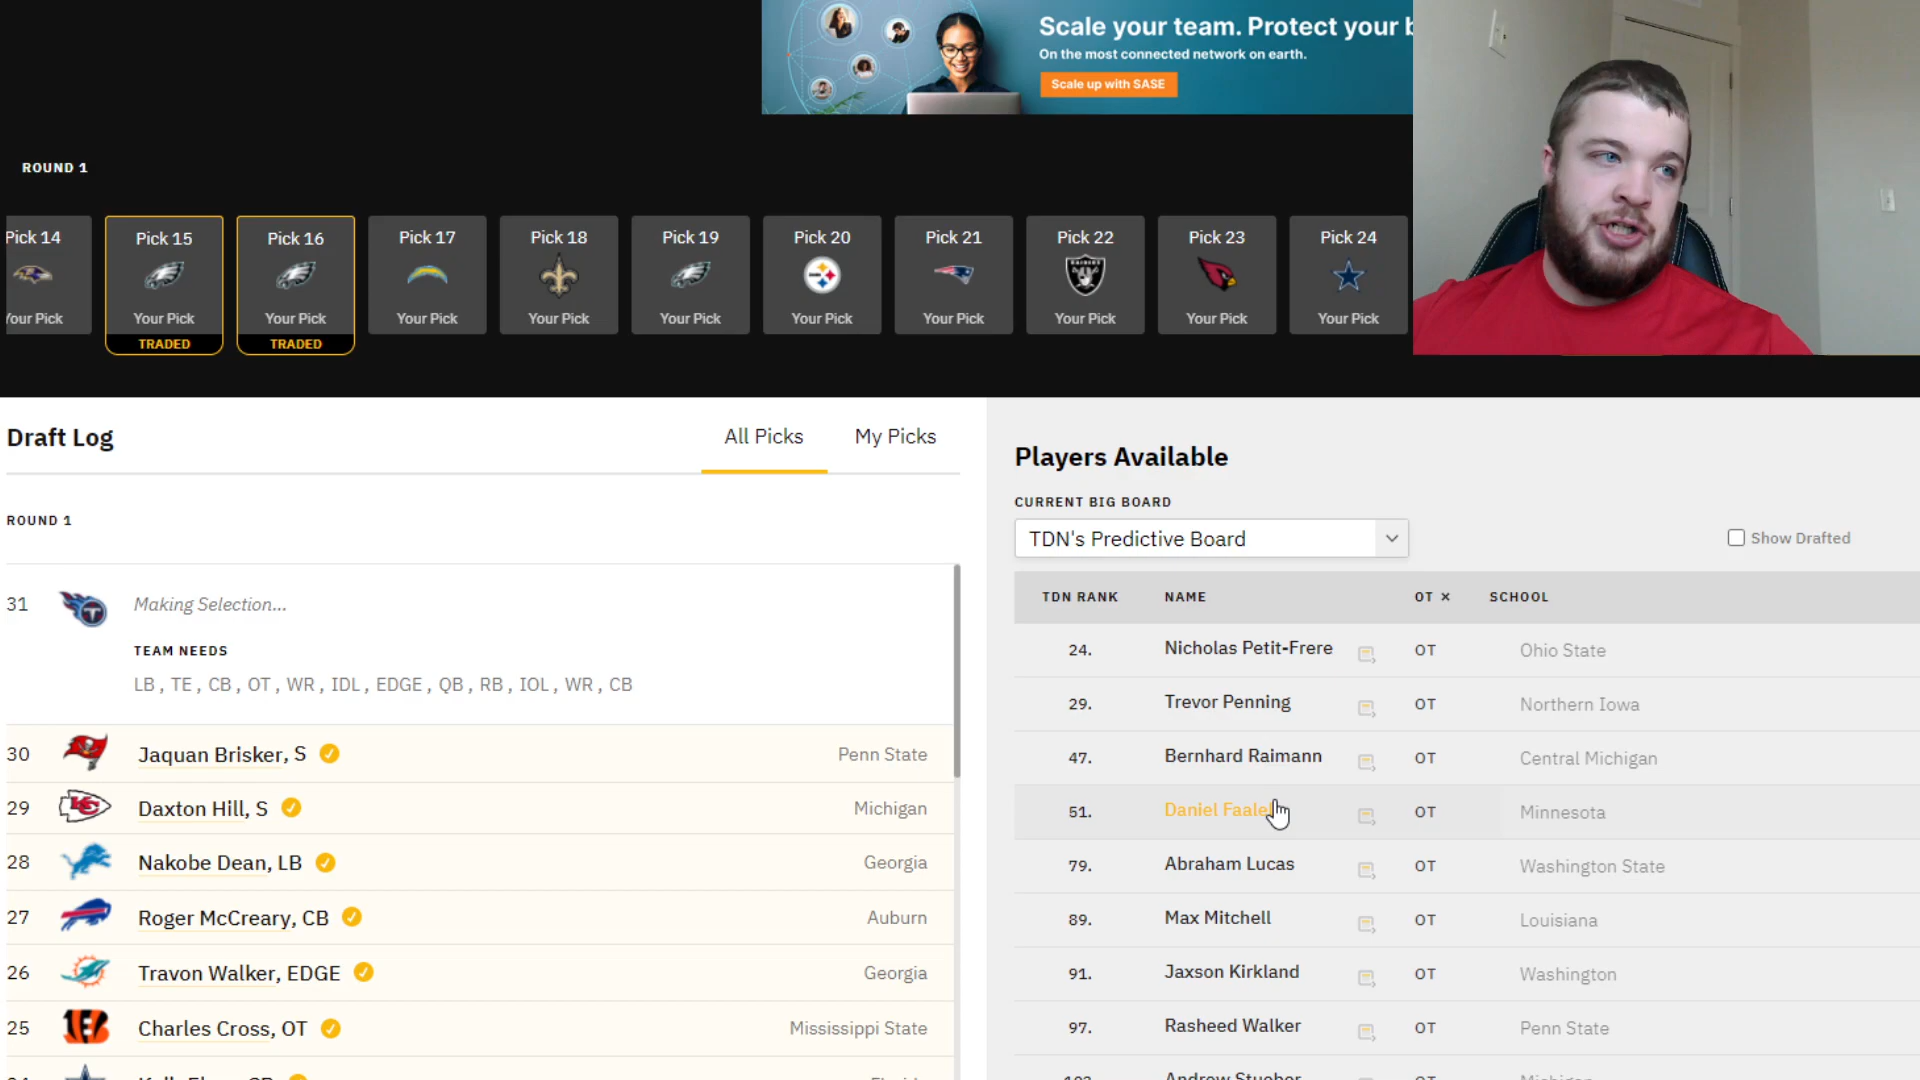 Scale your team. Protect your b
On the most connected network on earth.
Scale up with SASE
ROUND 1
Pick 14
Your Pick
Pick 15
Your Pick
TRADED
Pick 16
Your Pick
TRADED
Pick 17
Your Pick
Pick 18
Your Pick
Pick 19
Your Pick
Pick 20
Your Pick
Pick 21
Your Pick
Pick 22
RAIDERS
Your Pick
Pick 23
Your Pick
Pick 24
Your Pick
Draft Log
All Picks
My Picks
ROUND 1
31
T
Making Selection...
TEAM NEEDS
LB , TE , CB , OT , WR , IDL , EDGE , QB , RB , IOL , WR , CB
30 Jaquan Brisker, S Penn State
29 KC Daxton Hill, S Michigan
28 Nakobe Dean, LB Georgia
27 Roger McCreary, CB Auburn
26 Travon Walker, EDGE Georgia
25 Charles Cross, OT Mississippi State
Players Available
CURRENT BIG BOARD
TDN's Predictive Board
Show Drafted
TDN RANK NAME OT × SCHOOL
24. Nicholas Petit-Frere OT Ohio State
29. Trevor Penning OT Northern Iowa
47. Bernhard Raimann OT Central Michigan
51. Daniel Faale OT Minnesota
79. Abraham Lucas OT Washington State
89. Max Mitchell OT Louisiana
91. Jaxson Kirkland OT Washington
97. Rasheed Walker OT Penn State
Andrew Stueber OT Michigan